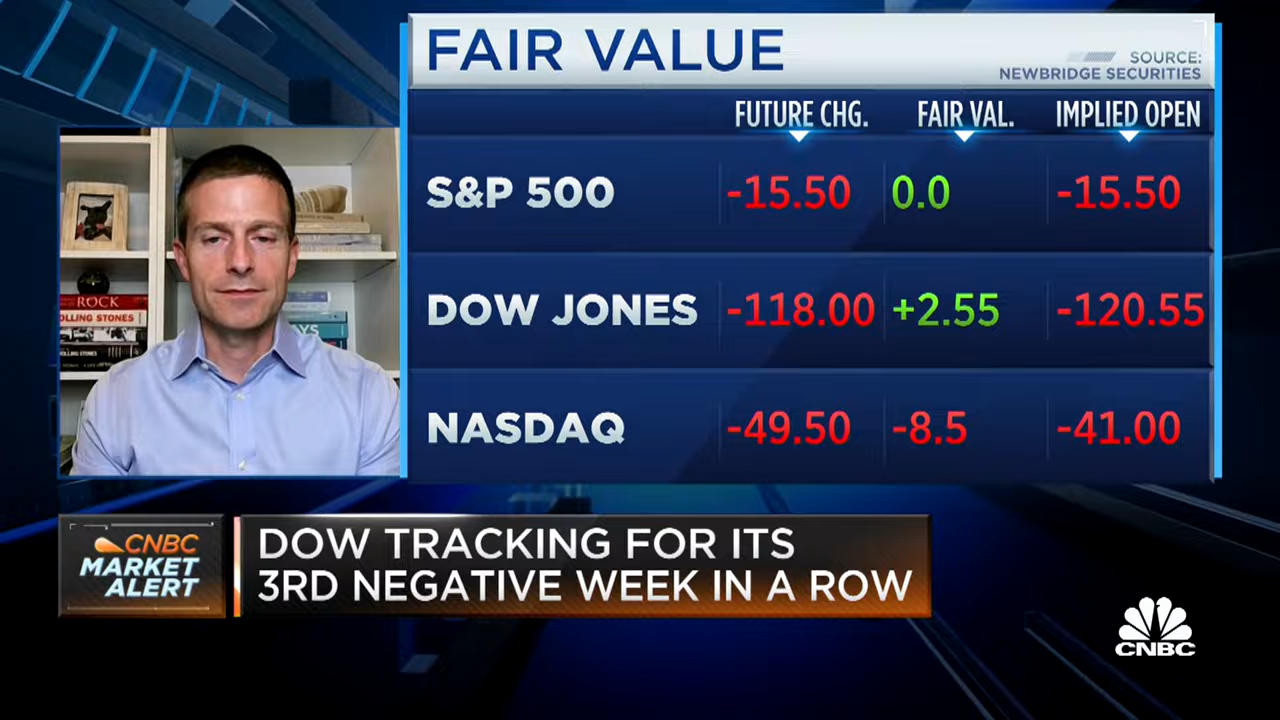 FAIR VALUE
SOURCE:
NEWBRIDGE SECURITIES
FUTURE CHG. FAIR VAL. IMPLIED OPEN
S&P 500 -15.50 0.0 -15.50
DOW JONES -118.00 +2.55 -120.55
NASDAQ -49.50 -8.5 -41.00
ROCK
ROLLING STONES
ROLLING STONES
CNBC
MARKET
ALERT
DOW TRACKING FOR ITS
3RD NEGATIVE WEEK IN A ROW
CNBC